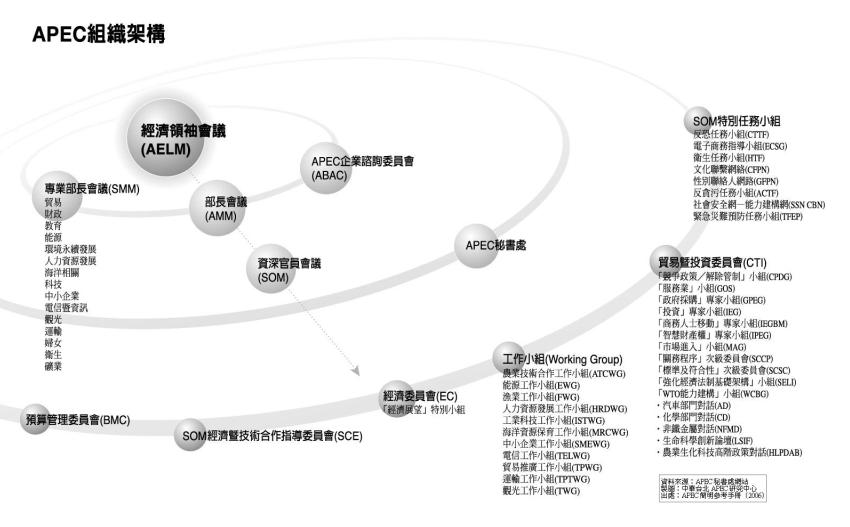 APEC組織架構
經濟領袖會議
(AELM)
APEC企業諮詢委員會
(ABAC)
專業部長會議(SMM)
貿易
財政
教育
能源
環境永續發展
人力資源發展
海洋相關
科技
中小企業
電信暨資訊
觀光
運輸
婦女
衛生
礦業
部長會議
(AMM)
資深官員會議
(SOM)
APEC秘書處
SOM特別任務小組
反恐任務小組(CTTF)
電子商務指導小組(ECSG)
衛生任務小組(HTF)
文化聯繫網絡(CFPN)
性別聯絡人網路(GFPN)
反貪污任務小組(ACTF)
社會安全網－能力建構網(SSN CBN)
緊急災難預防任務小組(TFEP)
貿易暨投資委員會(CTI)
「競爭政策／解除管制」小組(CPDG)
「服務業」小組(GOS)
「政府採購」專家小組(GPEG)
「投資」專家小組(IEG)
「商務人士移動」專家小組(IEGBM)
「智慧財產權」專家小組(IPEG)
「市場進入」小組(MAG)
「關務程序」次級委員會(SCCP)
「標準及符合性」次級委員會(SCSC)
「強化經濟法制基礎架構」小組(SELI)
「WTO能力建構」小組(WCBG)
・汽車部門對話(AD)
・化學部門對話(CD)
・非鐵金屬對話(NFMD)
・生命科學創新論壇(LSIF)
・農業生化科技高階政策對話(HLPDAB)
工作小組(Working Group)
農業技術合作工作小組(ATCWG)
能源工作小組(EWG)
漁業工作小組(FWG)
人力資源發展工作小組(HRDWG)
工業科技工作小組(ISTWG)
海洋資源保育工作小組(MRCWG)
中小企業工作小組(SMEWG)
電信工作小組(TELWG)
貿易推廣工作小組(TPWG)
運輸工作小組(TPTWG)
觀光工作小組(TWG)
經濟委員會(EC)
「經濟展望」特別小組
預算管理委員會(BMC)
SOM經濟暨技術合作指導委員會(SCE)
資料來源：APEC秘書處網站
製圖：中華台北 APEC研究中心
出處：APEC簡明參考手冊（2006）